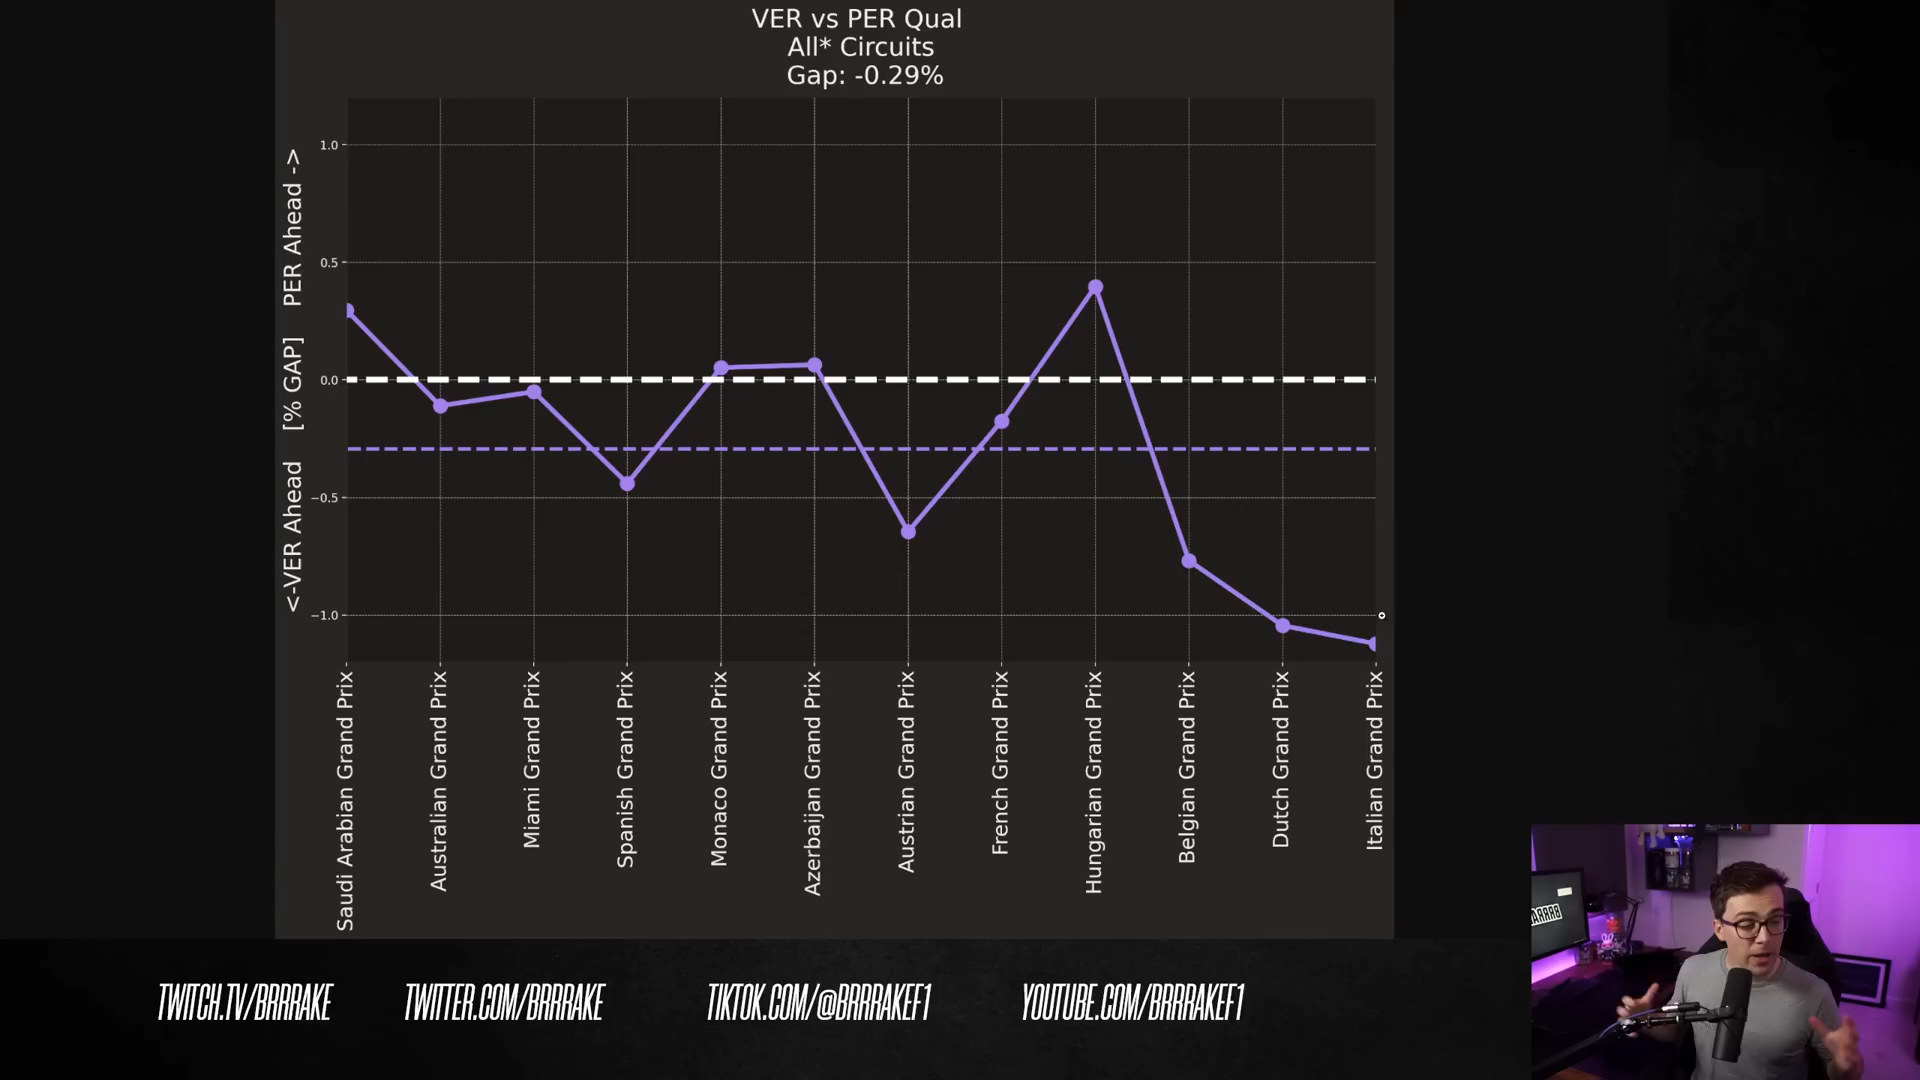 VER vs PER Qual
All* Circuits
Gap: -0.29%
<-VER Ahead [% GAP] PER Ahead ->
1.0
0.5
0.0
−0.5
−1.0
Saudi Arabian Grand Prix
Australian Grand Prix
Miami Grand Prix
Spanish Grand Prix
Monaco Grand Prix
Azerbaijan Grand Prix
Austrian Grand Prix
French Grand Prix
Hungarian Grand Prix
Belgian Grand Prix
Dutch Grand Prix
Italian Grand Prix
TWITCH.TV/BRRRAKE
TWITTER.COM/BRRRAKE
TIKTOK.COM/@BRRRAKEF1
YOUTUBE.COM/BRRRAKEF1